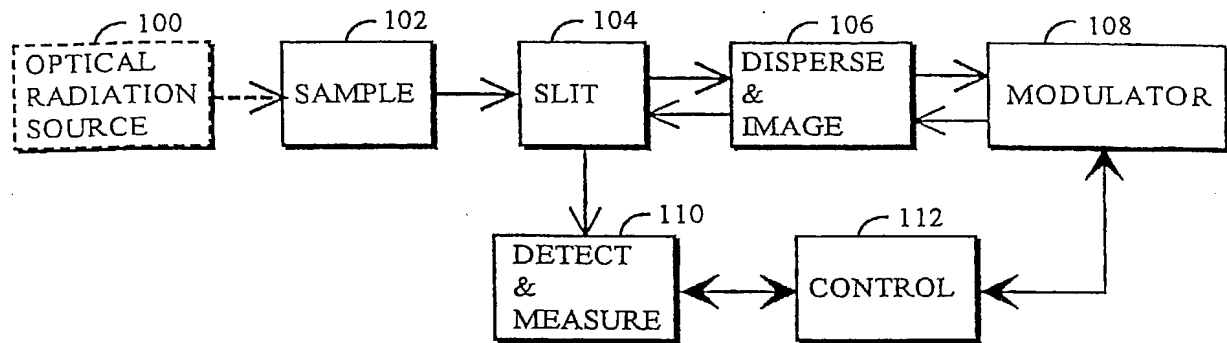 100
OPTICAL
RADIATION
SOURCE
102
SAMPLE
104
SLIT
106
DISPERSE
&
IMAGE
108
MODULATOR
110
DETECT
&
MEASURE
112
CONTROL